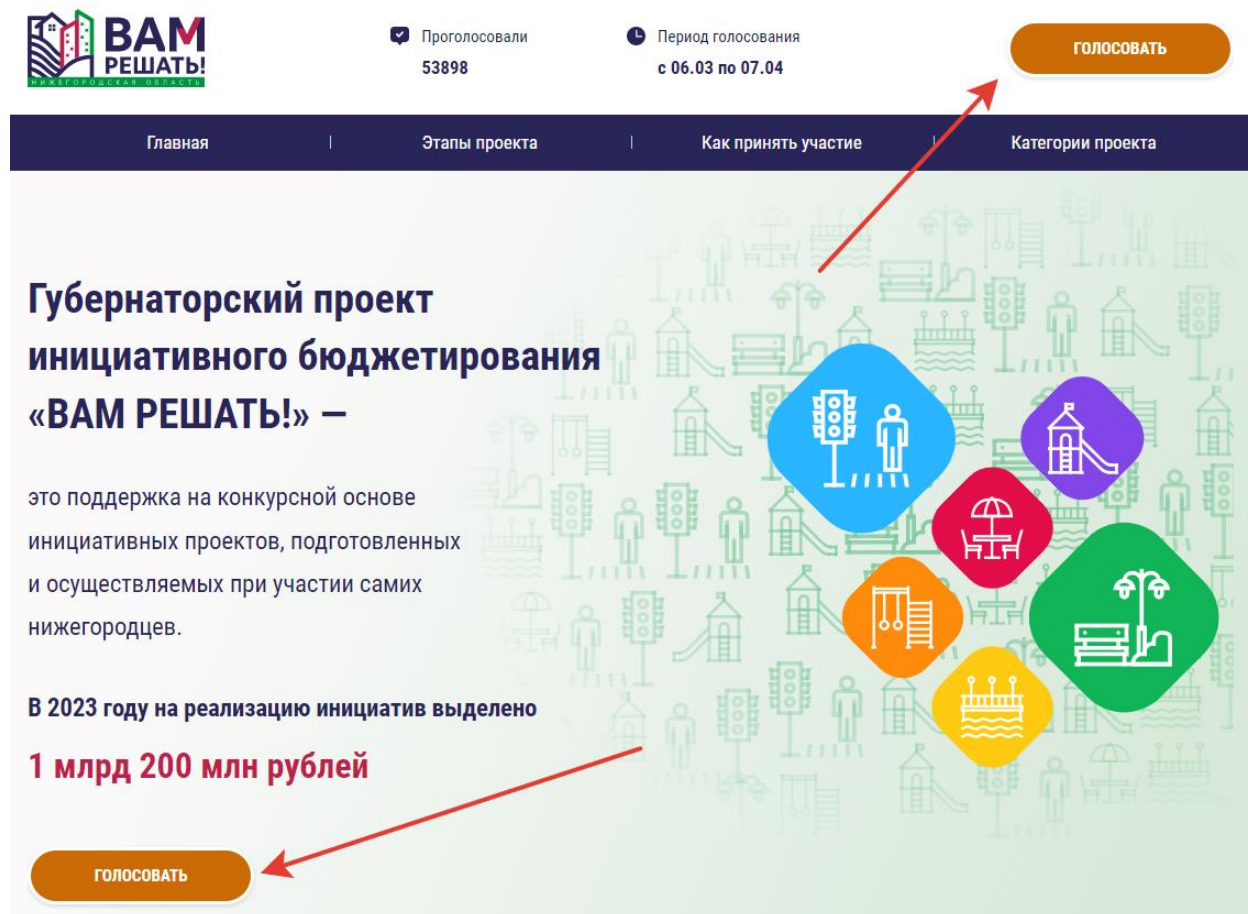 ВАМ
РЕШАТЬ!
НИЖЕГОРОДСКАЯ ОБЛАСТЬ
Проголосовали
53898
Период голосования
с 06.03 по 07.04
ГОЛОСОВАТЬ
Главная
Этапы проекта
Как принять участие
Категории проекта
Губернаторский проект
инициативного бюджетирования
«ВАМ РЕШАТЬ!» —
это поддержка на конкурсной основе
инициативных проектов, подготовленных
и осуществляемых при участии самих
нижегородцев.
В 2023 году на реализацию инициатив выделено
1 млрд 200 млн рублей
ГОЛОСОВАТЬ